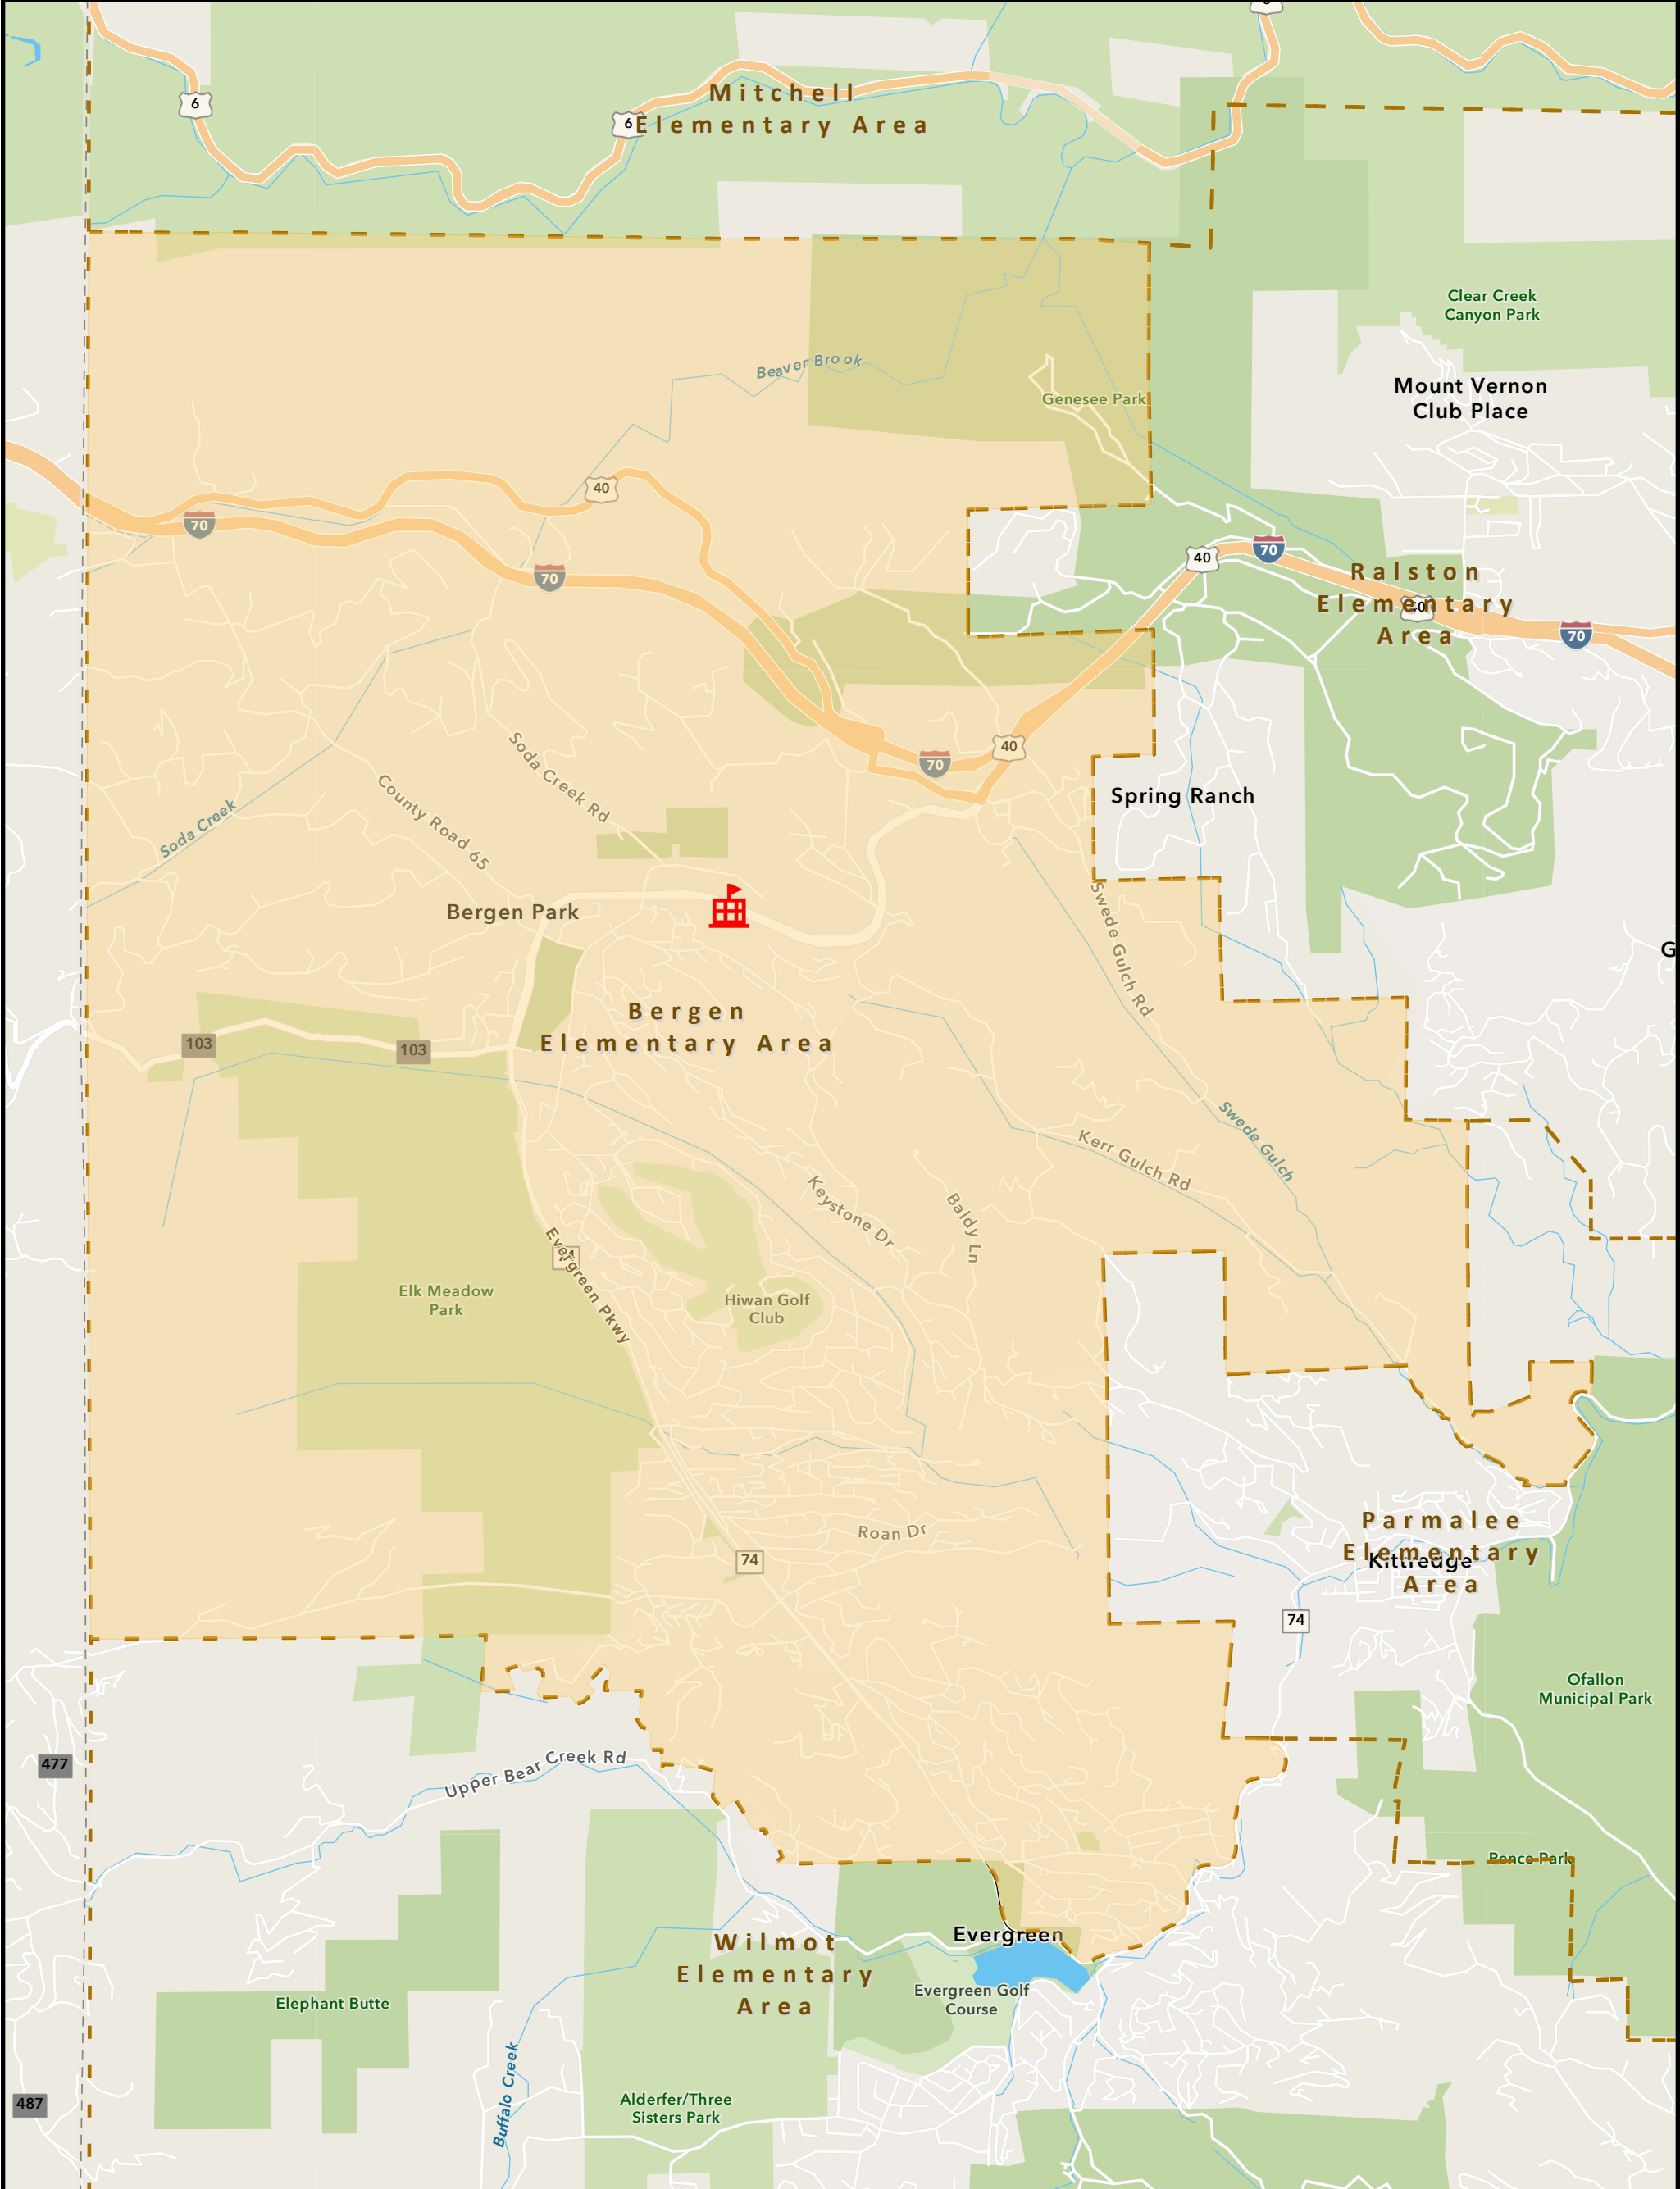 6
6
Mitchell
Elementary Area
Clear Creek
Canyon Park
Mount Vernon
Club Place
Beaver Brook
Genesee Park
40
70
70
40
70
Ralston
Elementary
Area
70
40
70
Soda Creek Rd
County Road 65
Soda Creek
Spring Ranch
Bergen Park
Swede Gulch Rd
Bergen
Elementary Area
103
103
Swede Gulch
Kerr Gulch Rd
Keystone Dr
Baldy Ln
Evergreen Pkwy
Elk Meadow
Park
Hiwan Golf
Club
Roan Dr
74
Parmalee
Elementary
Kittredge
Area
74
Ofallon
Municipal Park
477
Upper Bear Creek Rd
Pence Park
Evergreen
Wilmot
Elementary
Area
Evergreen Golf
Course
Elephant Butte
Buffalo Creek
Alderfer/Three
Sisters Park
487